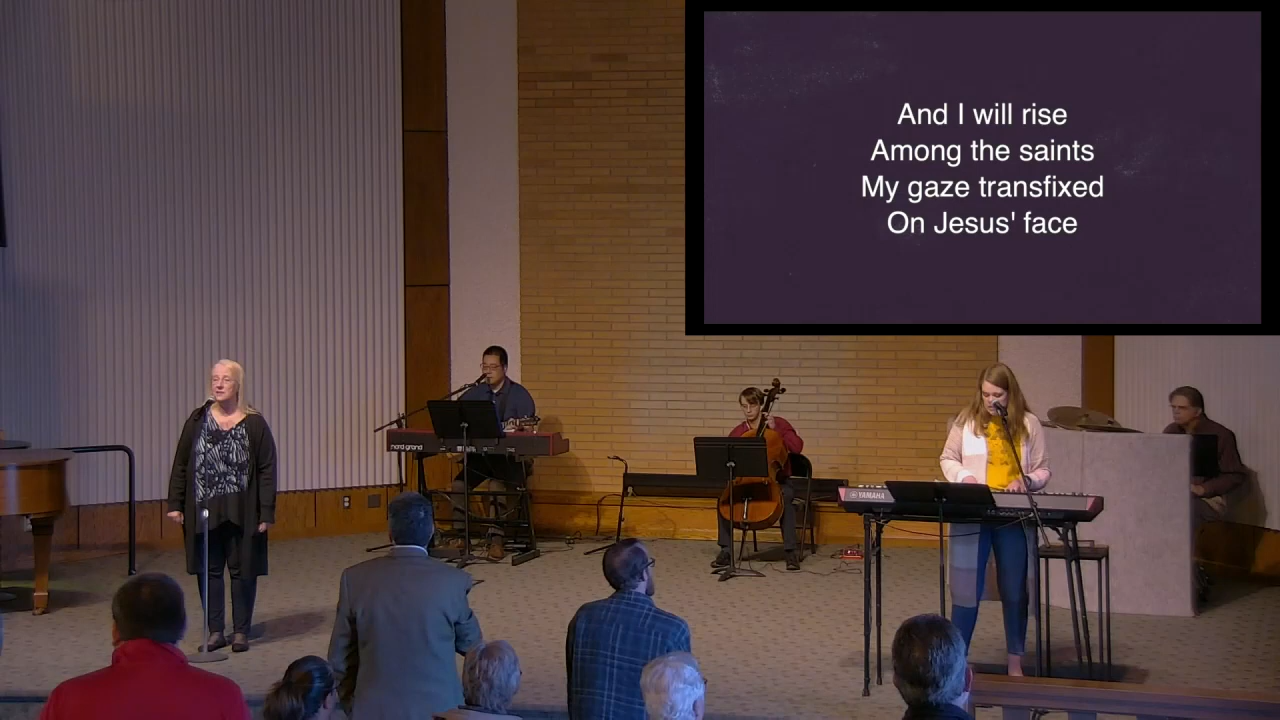 And I will rise
Among the saints
My gaze transfixed
On Jesus' face
nord grand
YAMAHA